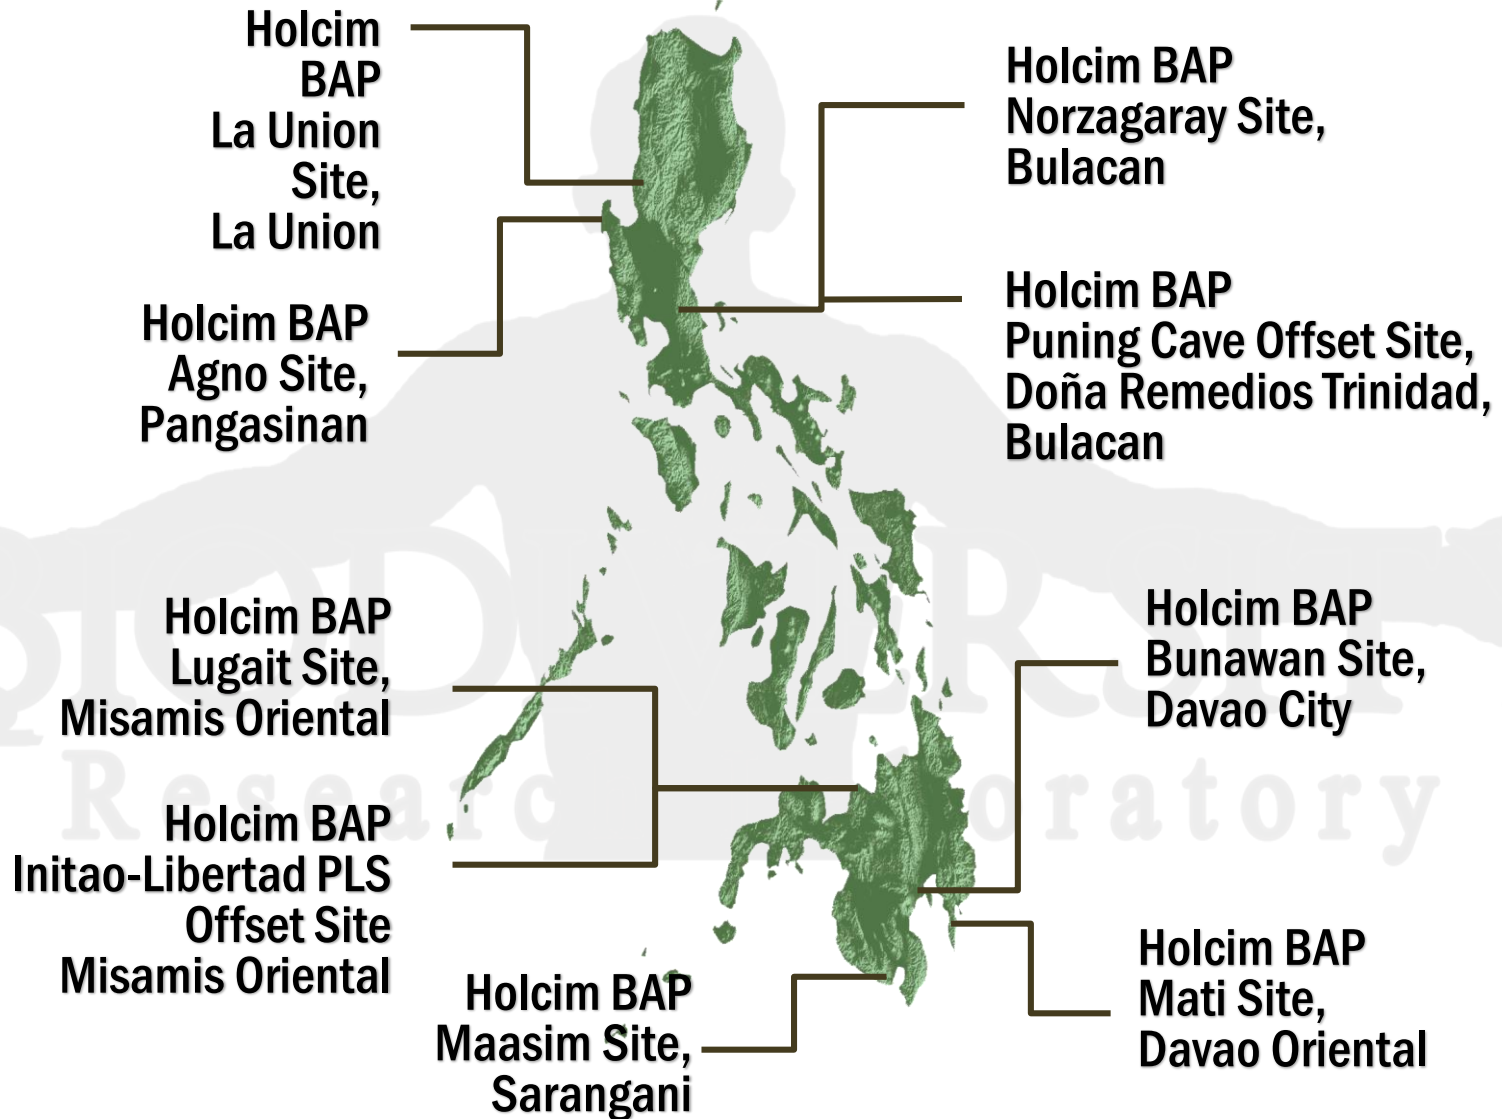 Holcim
BAP
La Union
Site,
La Union
Holcim BAP
Agno Site,
Pangasinan
Holcim BAP
Norzagaray Site,
Bulacan
Holcim BAP
Puning Cave Offset Site,
Doña Remedios Trinidad,
Bulacan
Holcim BAP
Lugait Site,
Misamis Oriental
Holcim BAP
Initao-Libertad PLS
Offset Site
Misamis Oriental
Holcim BAP
Maasim Site,
Sarangani
Holcim BAP
Bunawan Site,
Davao City
Holcim BAP
Mati Site,
Davao Oriental